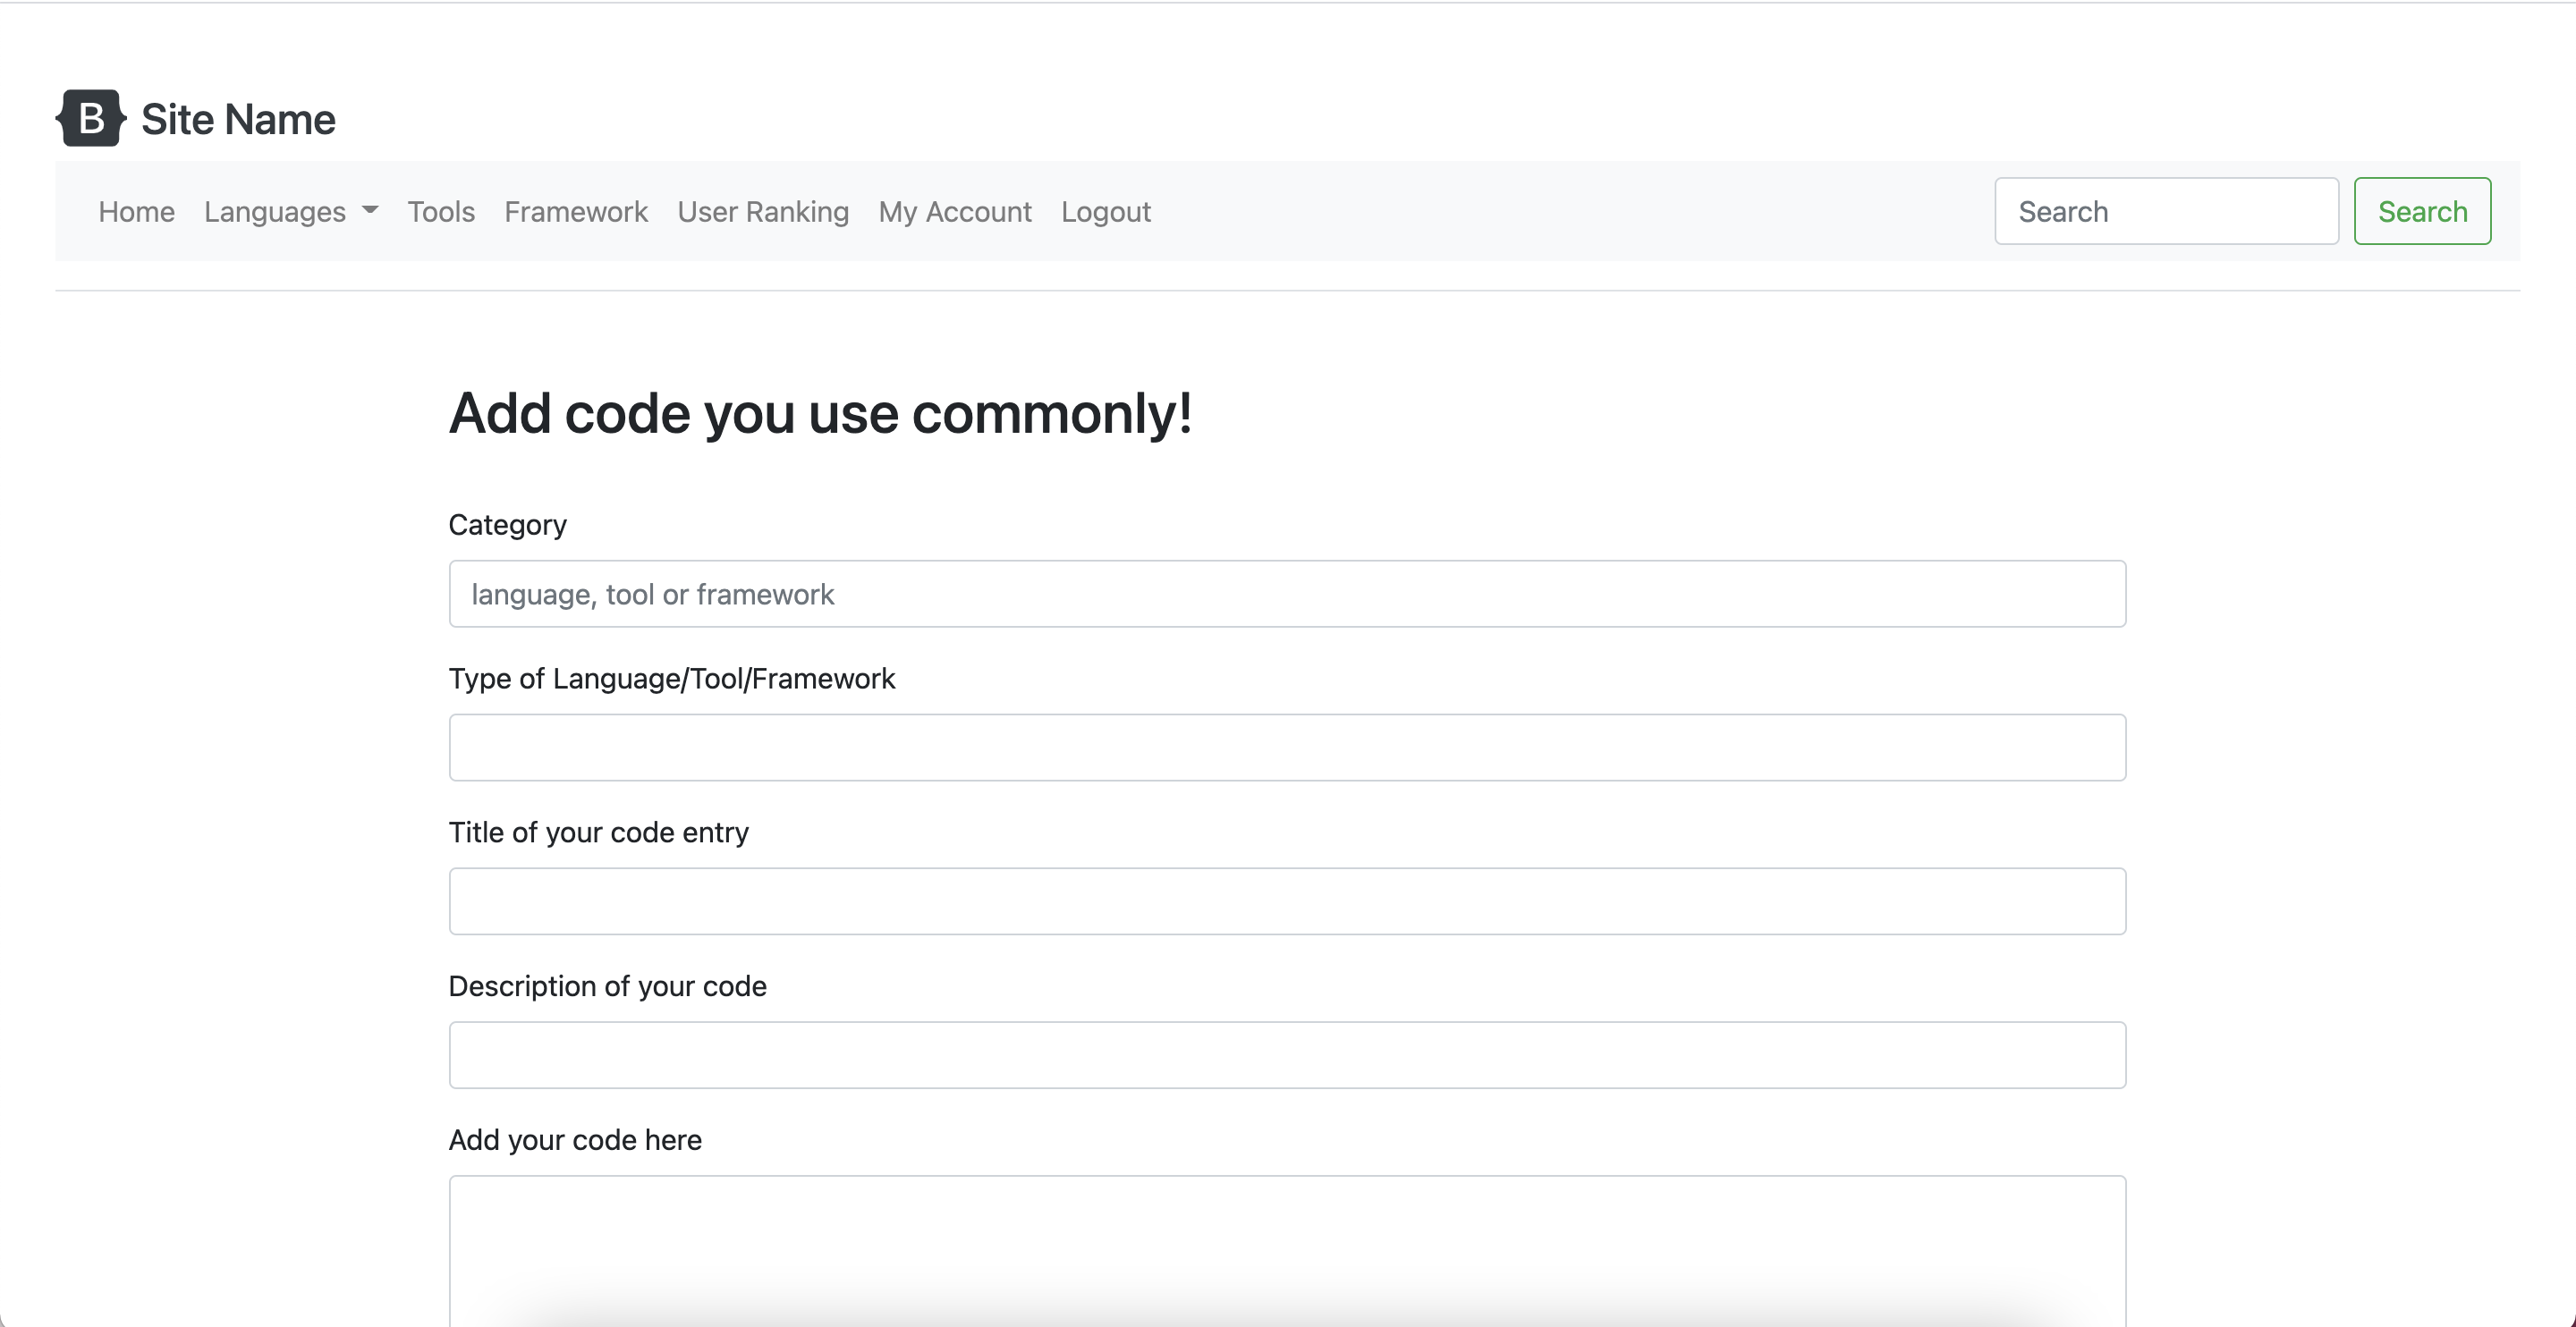 B Site Name
Home Languages Tools Framework User Ranking My Account Logout Search Search
Add code you use commonly!
Category
language, tool or framework
Type of Language/Tool/Framework
Title of your code entry
Description of your code
Add your code here